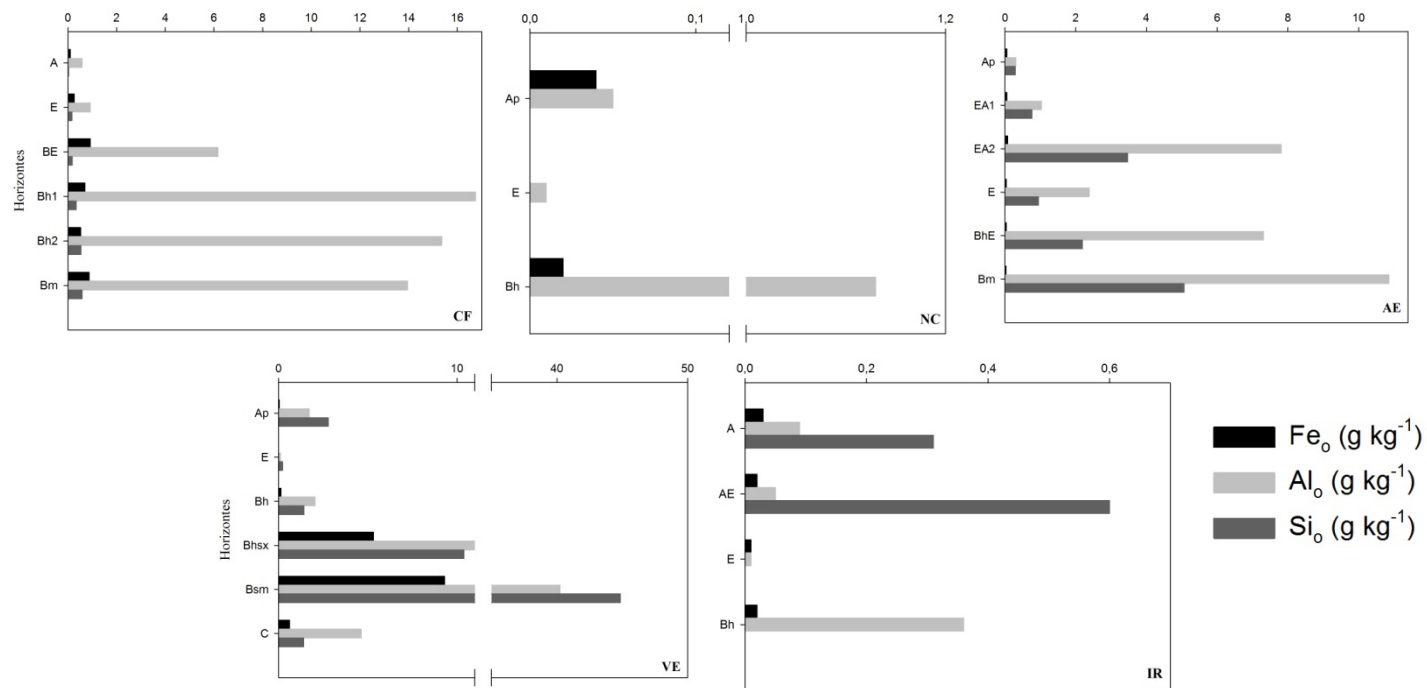 0 2 4 6 8 10 12 14 16
Horizontes
A
E
BE
Bh1
Bh2
Bm
CF
0,0 0,1 1,0 1,2
Ap
E
Bh
NC
0 2 4 6 8 10
Ap
EA1
EA2
E
BhE
Bm
AE
0 10 40 50
Horizontes
Ap
E
Bh
Bhsx
Bsm
C
VE
0,0 0,2 0,4 0,6
A
AE
E
Bh
IR
Feo (g kg-1)
Alo (g kg-1)
Sio (g kg-1)